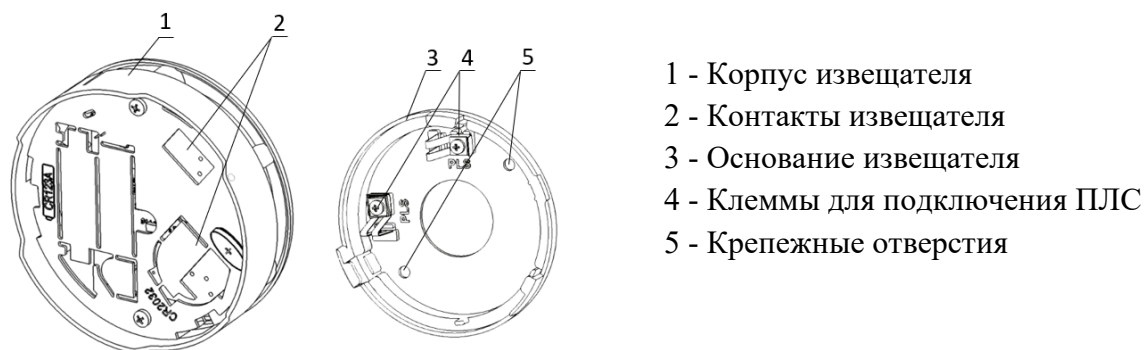 1
2
3
4
5
CR123A
CR2032
PLS
PLS
1 - Корпус извещателя
2 - Контакты извещателя
3 - Основание извещателя
4 - Клеммы для подключения ПЛС
5 - Крепежные отверстия